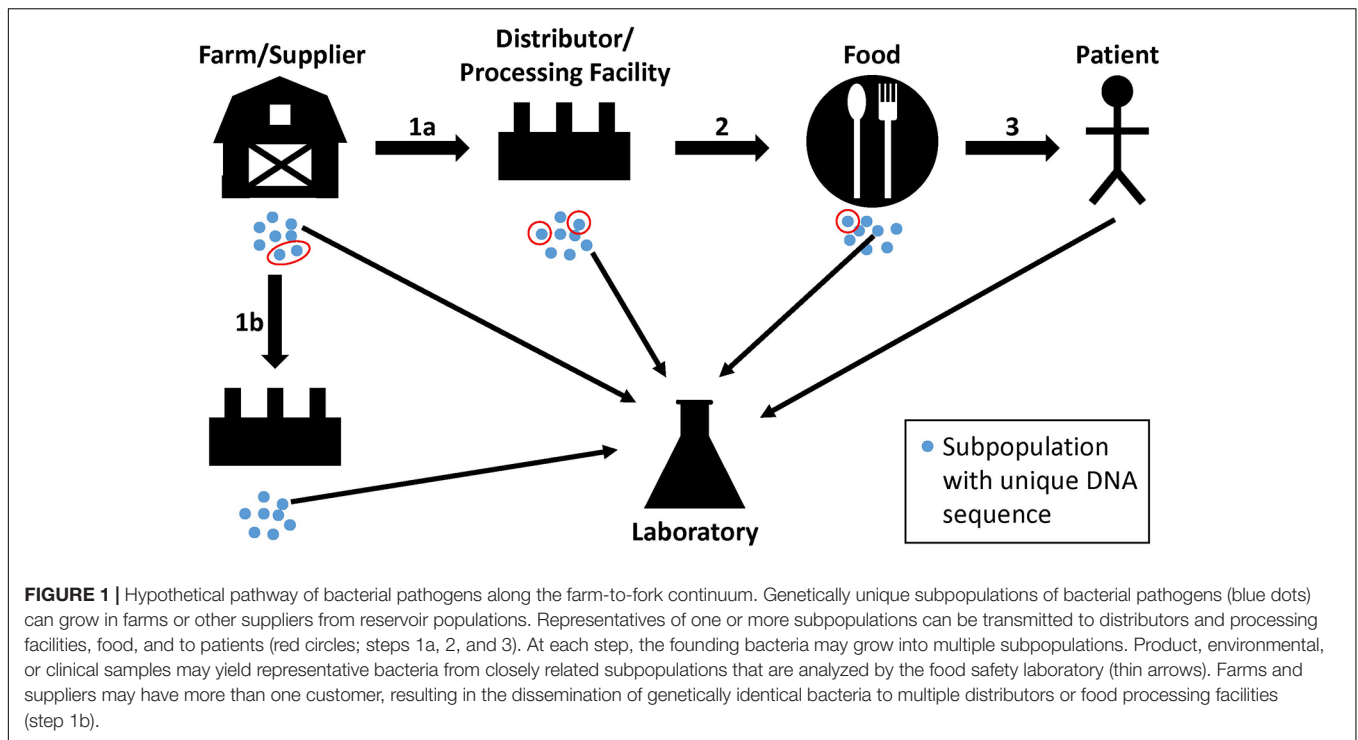 Farm/Supplier
Distributor/
Processing Facility
Food
Patient
1a
2
3
1b
Laboratory
Subpopulation
with unique DNA
sequence
FIGURE 1 | Hypothetical pathway of bacterial pathogens along the farm-to-fork continuum. Genetically unique subpopulations of bacterial pathogens (blue dots)
can grow in farms or other suppliers from reservoir populations. Representatives of one or more subpopulations can be transmitted to distributors and processing
facilities, food, and to patients (red circles; steps 1a, 2, and 3). At each step, the founding bacteria may grow into multiple subpopulations. Product, environmental,
or clinical samples may yield representative bacteria from closely related subpopulations that are analyzed by the food safety laboratory (thin arrows). Farms and
suppliers may have more than one customer, resulting in the dissemination of genetically identical bacteria to multiple distributors or food processing facilities
(step 1b).